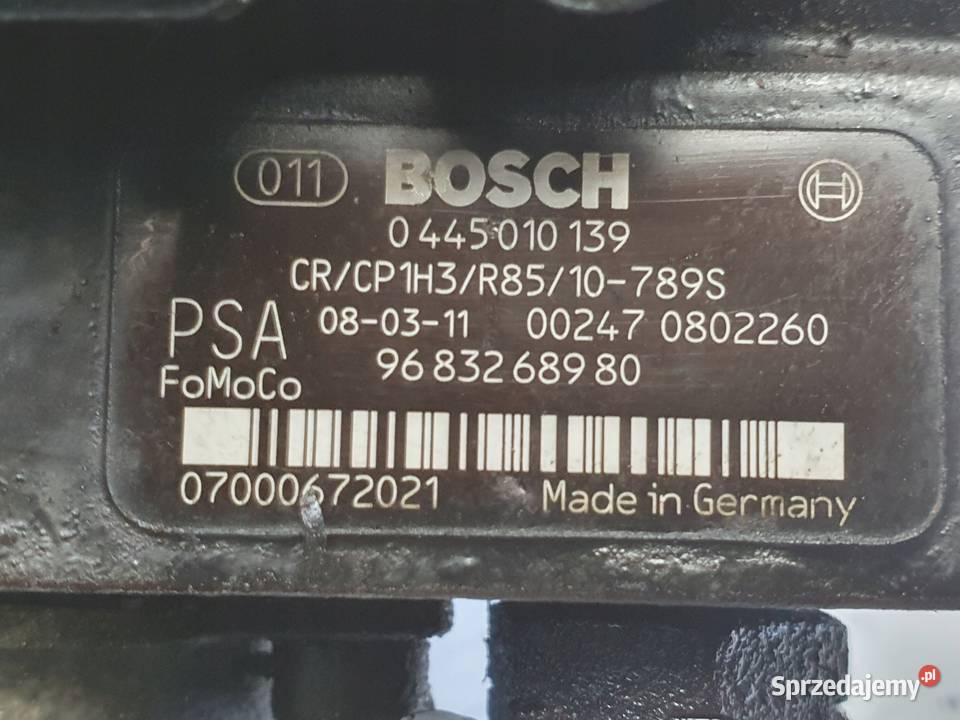 011 BOSCH
0 445 010 139
CR/CP1H3/R85/10-789S
PSA 08-03-11 00247 0802260
FoMoCo 96 832 689 80
07000672021 Made in Germany
Sprzedajemy.pl